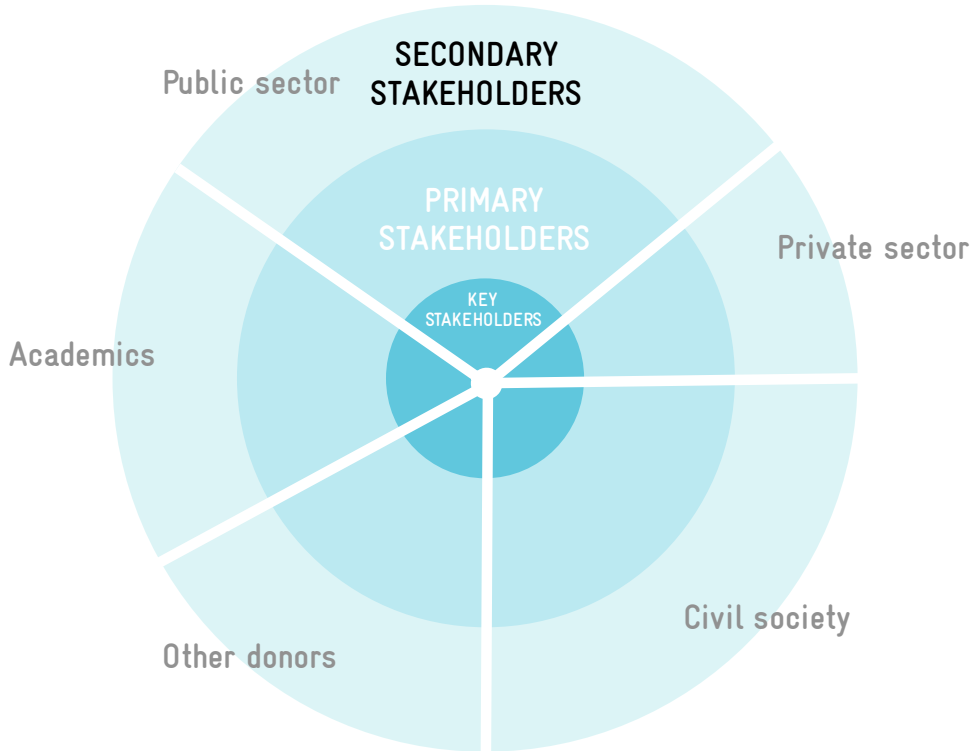 SECONDARY
STAKEHOLDERS
Public sector
PRIMARY
STAKEHOLDERS
Private sector
KEY
STAKEHOLDERS
Academics
Civil society
Other donors